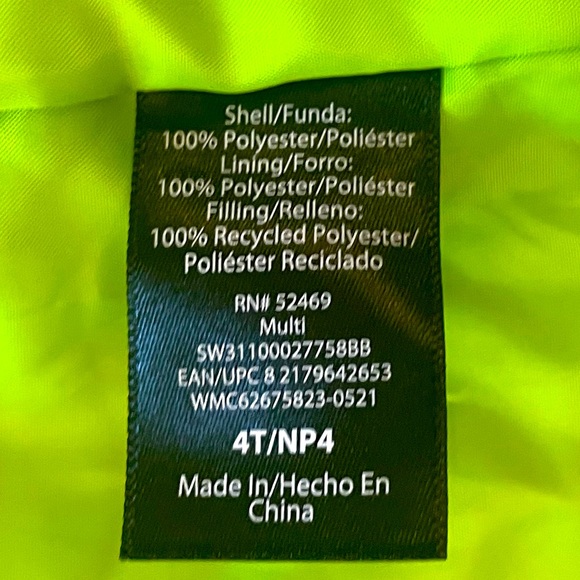 Shell/Funda:
100% Polyester/Poliéster
Lining/Forro:
100% Polyester/Poliéster
Filling/Relleno:
100% Recycled Polyester/
Poliéster Reciclado
RN# 52469
Multi
SW31100027758BB
EAN/UPC 8 2179642653
WMC62675823-0521
4T/NP4
Made In/Hecho En
China